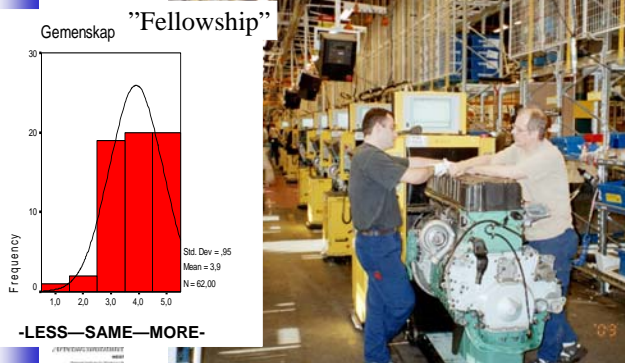 "Fellowship"
Gemenskap
30
20
10
0
Frequency
1,0 2,0 3,0 4,0 5,0
Std. Dev = ,95
Mean = 3,9
N = 62,00
-LESS—SAME—MORE-